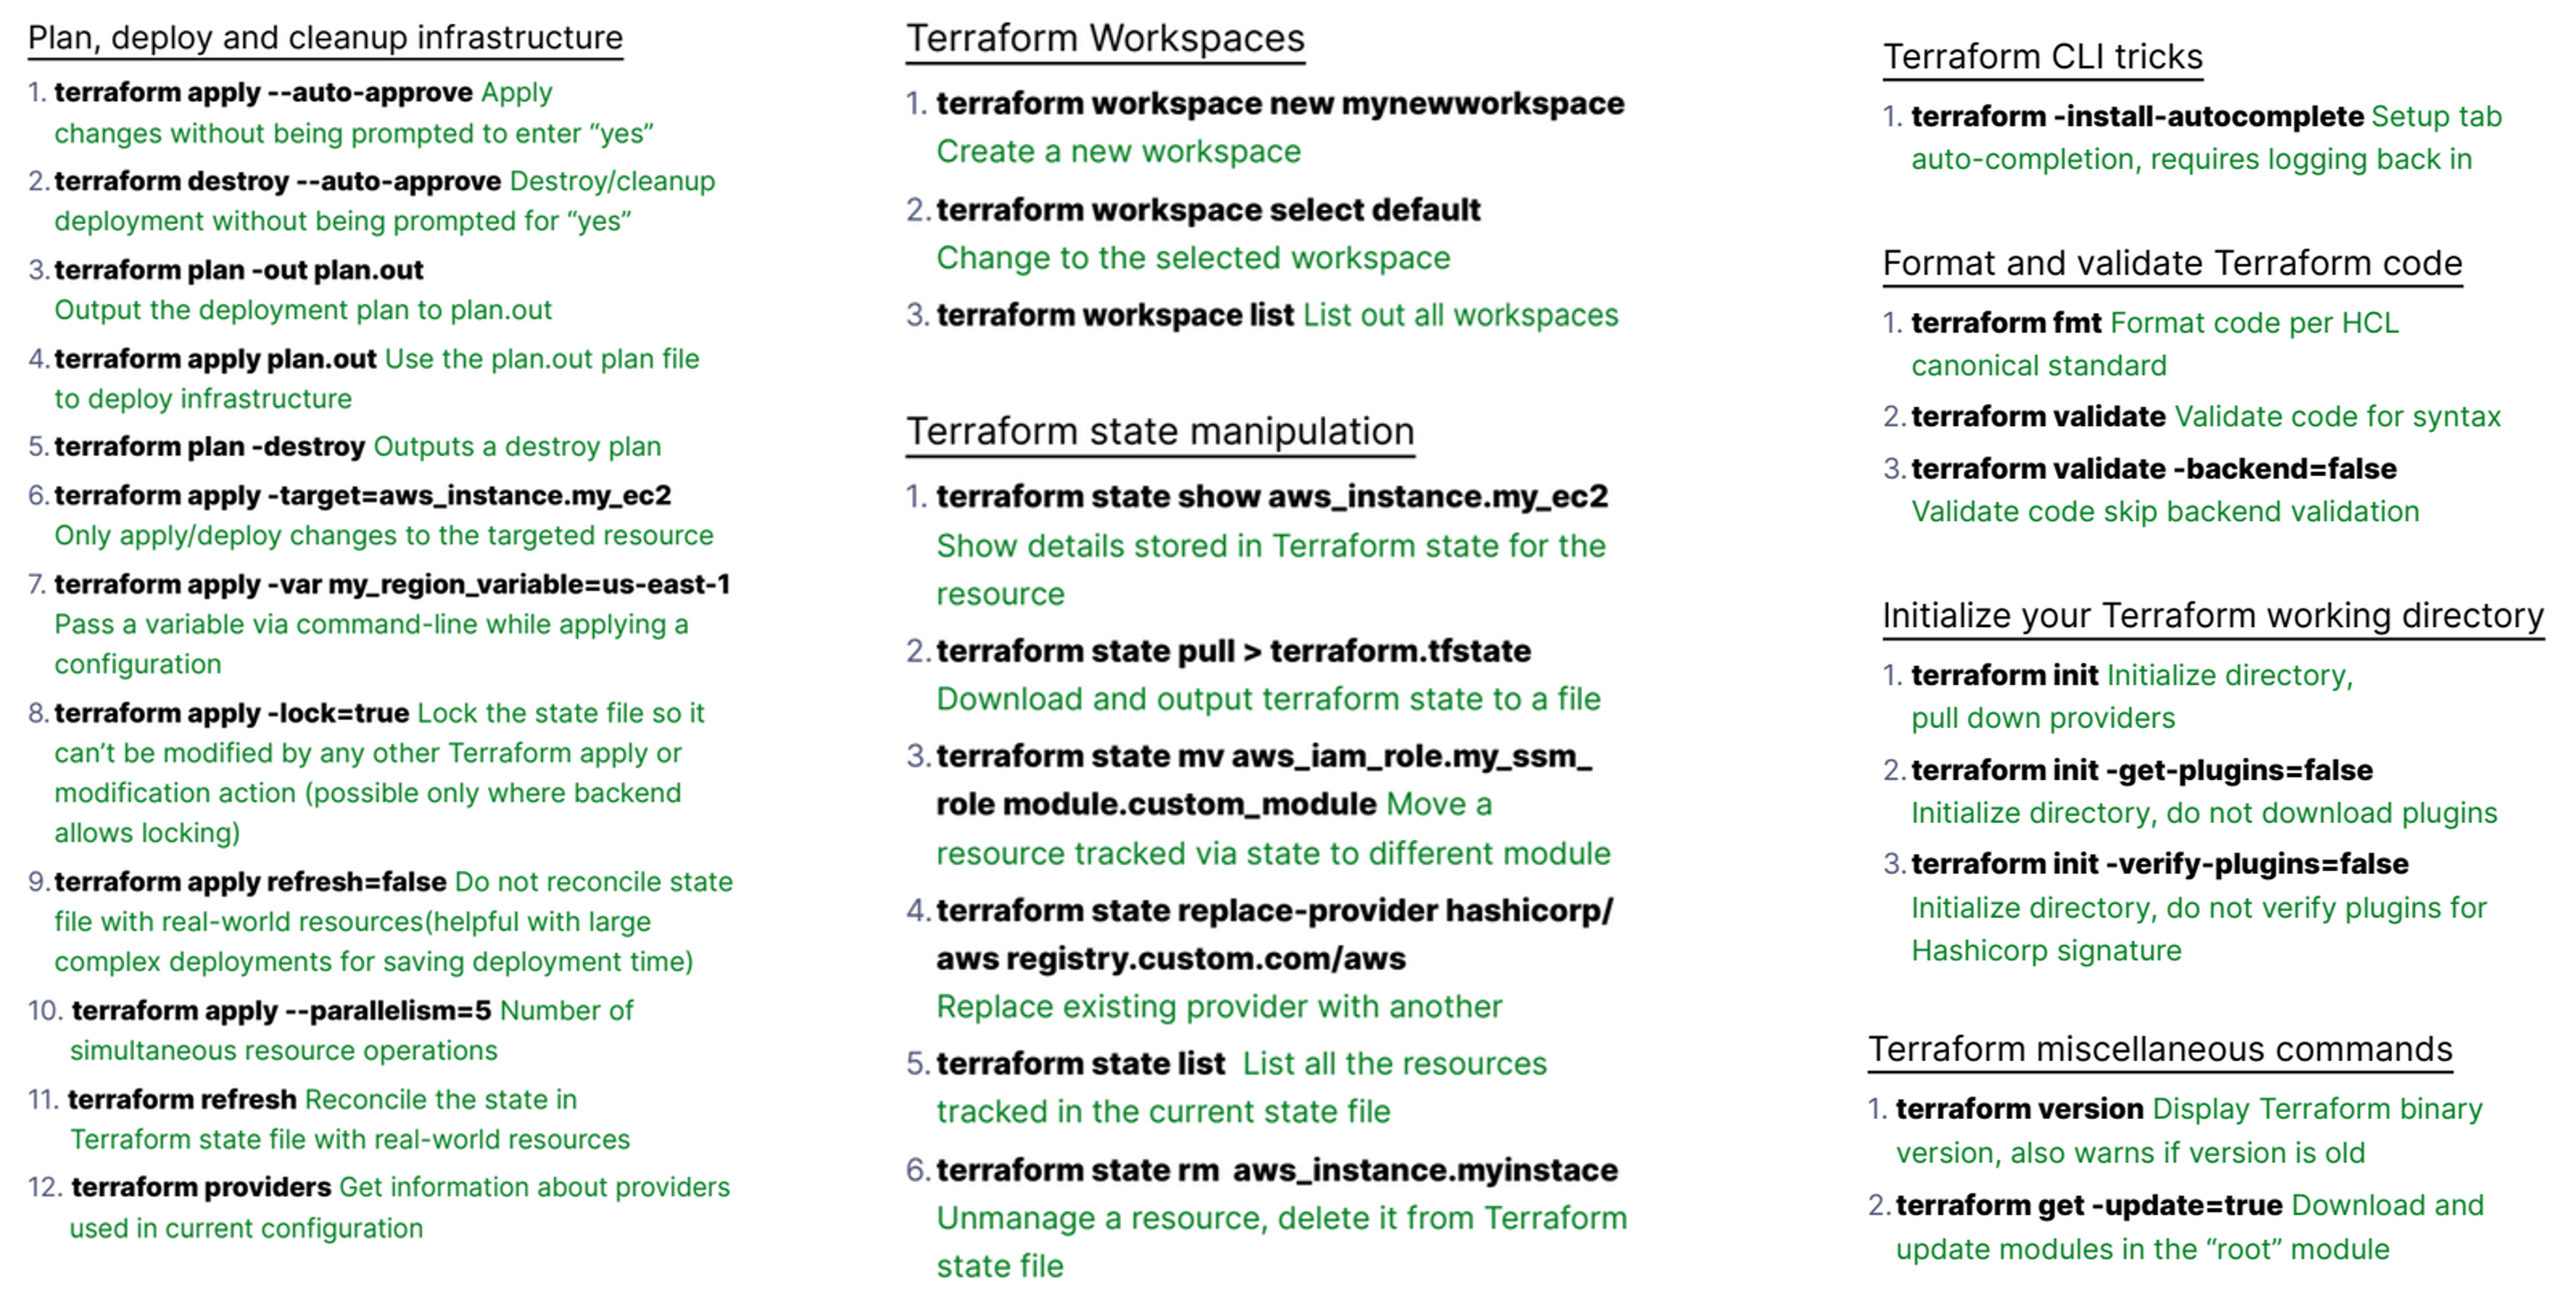 Plan, deploy and cleanup infrastructure
1. terraform apply --auto-approve Apply
changes without being prompted to enter “yes”
2. terraform destroy --auto-approve Destroy/cleanup
deployment without being prompted for “yes”
3. terraform plan -out plan.out
Output the deployment plan to plan.out
4. terraform apply plan.out Use the plan.out plan file
to deploy infrastructure
5. terraform plan -destroy Outputs a destroy plan
6. terraform apply -target=aws_instance.my_ec2
Only apply/deploy changes to the targeted resource
7. terraform apply -var my_region_variable=us-east-1
Pass a variable via command-line while applying a
configuration
8. terraform apply -lock=true Lock the state file so it
can’t be modified by any other Terraform apply or
modification action (possible only where backend
allows locking)
9. terraform apply refresh=false Do not reconcile state
file with real-world resources(helpful with large
complex deployments for saving deployment time)
10. terraform apply --parallelism=5 Number of
simultaneous resource operations
11. terraform refresh Reconcile the state in
Terraform state file with real-world resources
12. terraform providers Get information about providers
used in current configuration
Terraform Workspaces
1. terraform workspace new mynewworkspace
Create a new workspace
2. terraform workspace select default
Change to the selected workspace
3. terraform workspace list List out all workspaces
Terraform state manipulation
1. terraform state show aws_instance.my_ec2
Show details stored in Terraform state for the
resource
2. terraform state pull > terraform.tfstate
Download and output terraform state to a file
3. terraform state mv aws_iam_role.my_ssm_
role module.custom_module Move a
resource tracked via state to different module
4. terraform state replace-provider hashicorp/
aws registry.custom.com/aws
Replace existing provider with another
5. terraform state list List all the resources
tracked in the current state file
6. terraform state rm aws_instance.myinstace
Unmanage a resource, delete it from Terraform
state file
Terraform CLI tricks
1. terraform -install-autocomplete Setup tab
auto-completion, requires logging back in
Format and validate Terraform code
1. terraform fmt Format code per HCL
canonical standard
2. terraform validate Validate code for syntax
3. terraform validate -backend=false
Validate code skip backend validation
Initialize your Terraform working directory
1. terraform init Initialize directory,
pull down providers
2. terraform init -get-plugins=false
Initialize directory, do not download plugins
3. terraform init -verify-plugins=false
Initialize directory, do not verify plugins for
Hashicorp signature
Terraform miscellaneous commands
1. terraform version Display Terraform binary
version, also warns if version is old
2. terraform get -update=true Download and
update modules in the “root” module